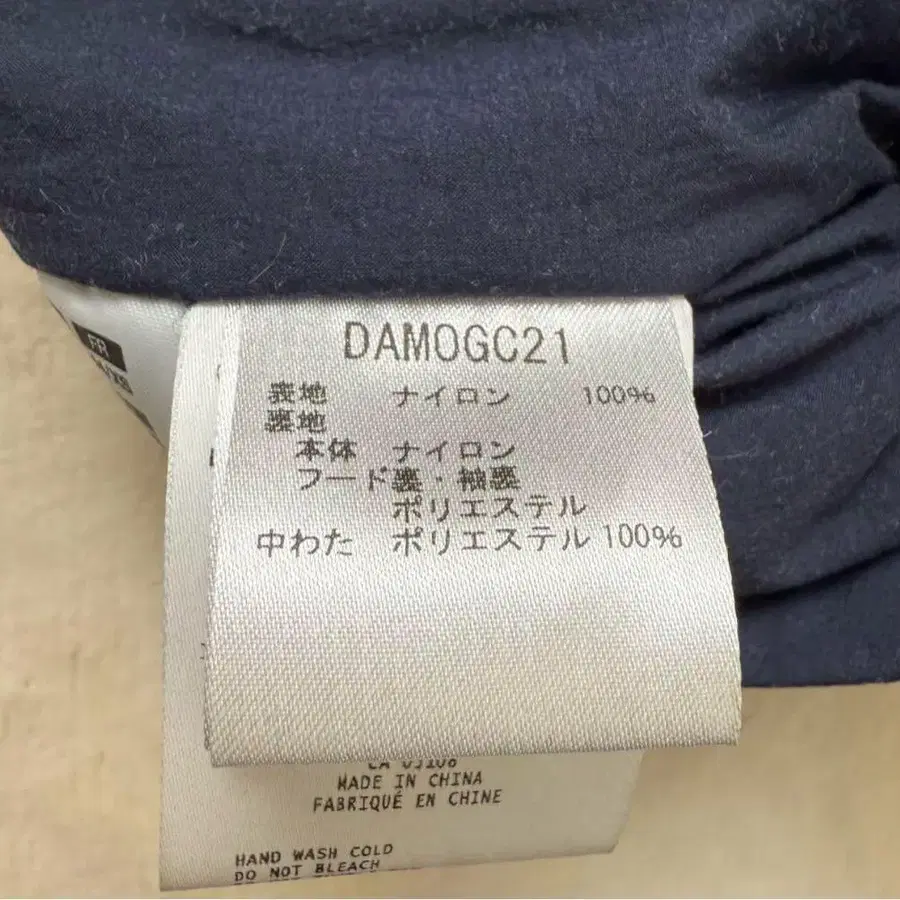 FR
DAMOGC21
表地 ナイロン 100%
裏地
本体 ナイロン
フード裏・袖裏
ポリエステル
中わた ポリエステル 100%
MADE IN CHINA
FABRIQUÉ EN CHINE
HAND WASH COLD
DO NOT BLEACH